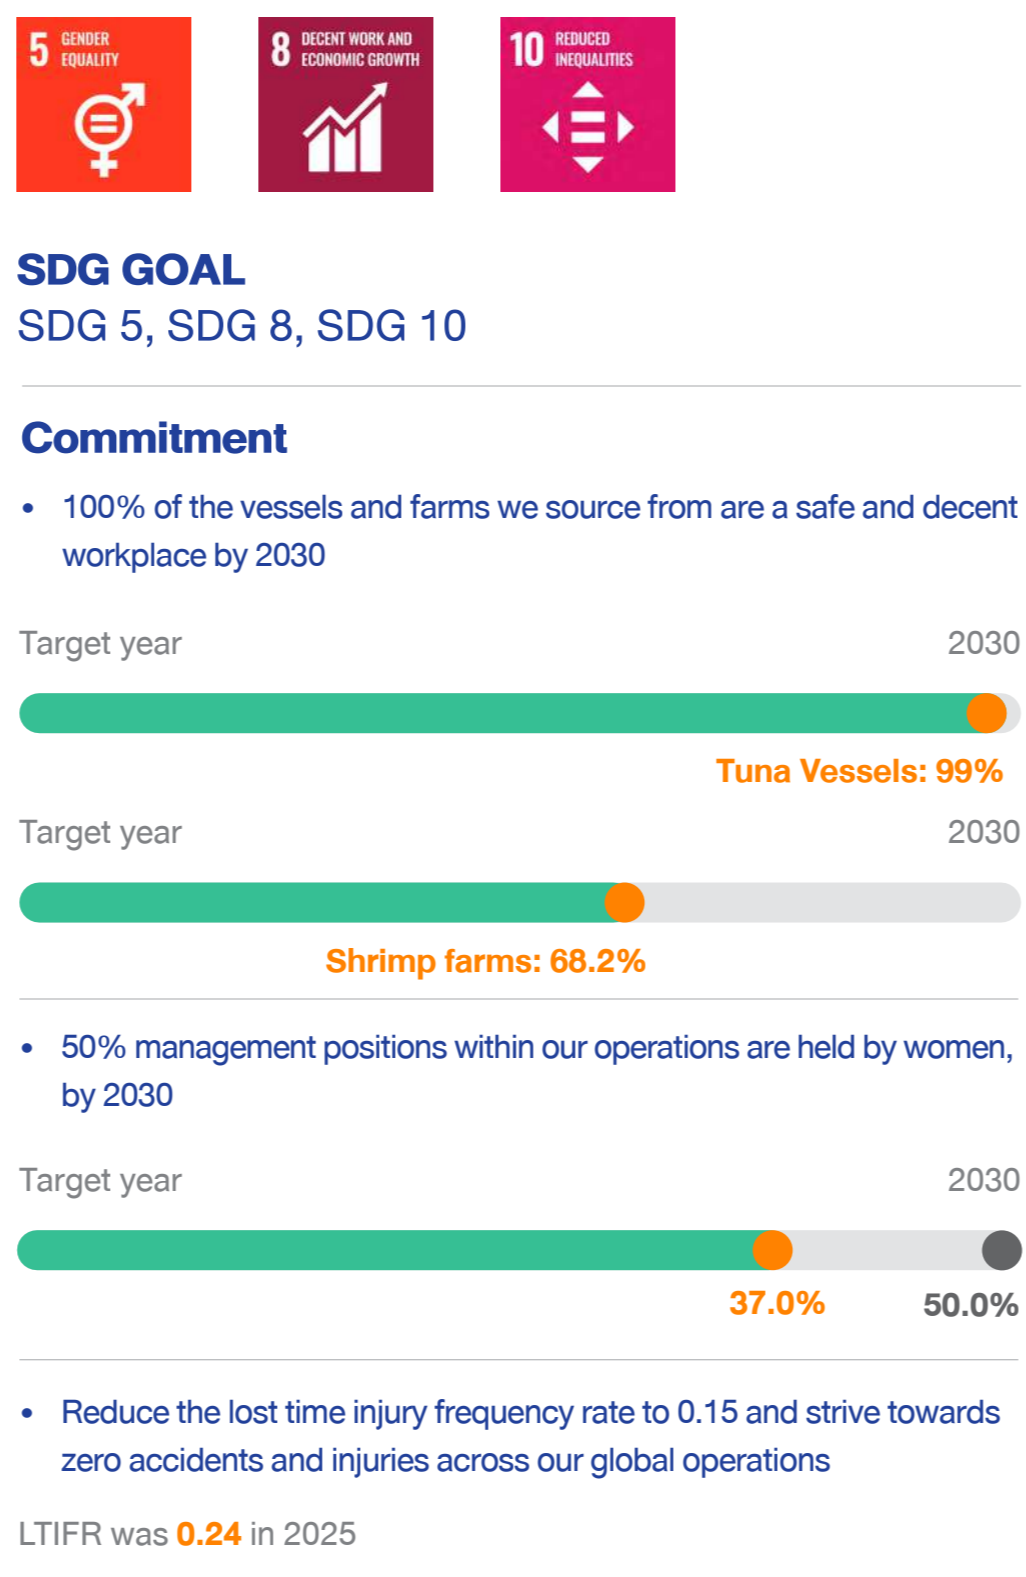 5 GENDER
EQUALITY
8 DECENT WORK AND
ECONOMIC GROWTH
10 REDUCED
INEQUALITIES
SDG GOAL
SDG 5, SDG 8, SDG 10
Commitment
• 100% of the vessels and farms we source from are a safe and decent
workplace by 2030
Target year 2030
Tuna Vessels: 99%
Target year 2030
Shrimp farms: 68.2%
• 50% management positions within our operations are held by women,
by 2030
Target year 2030
37.0% 50.0%
• Reduce the lost time injury frequency rate to 0.15 and strive towards
zero accidents and injuries across our global operations
LTIFR was 0.24 in 2025